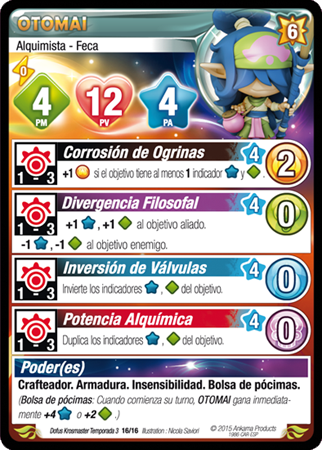 OTOMAI
6
Alquimista - Feca
0
4 PM
12 PV
4 PA
Corrosión de Ogrinas
1 - 3
4
2
+1 si el objetivo tiene al menos 1 indicador y .
Divergencia Filosofal
1 - 3
4
0
+1 , +1 al objetivo aliado.
-1 , -1 al objetivo enemigo.
Inversión de Válvulas
1 - 3
4
0
Invierte los indicadores , del objetivo.
Potencia Alquímica
1 - 3
4
0
Duplica los indicadores , del objetivo.
Poder(es)
Crafteador. Armadura. Insensibilidad. Bolsa de pócimas.
(Bolsa de pócimas: Cuando comienza su turno, OTOMAI gana inmediata-
mente +4 o +2 .)
Dofus Krosmaster Temporada 3 16/16 Illustration : Nicola Saviori
© 2015 Ankama Products